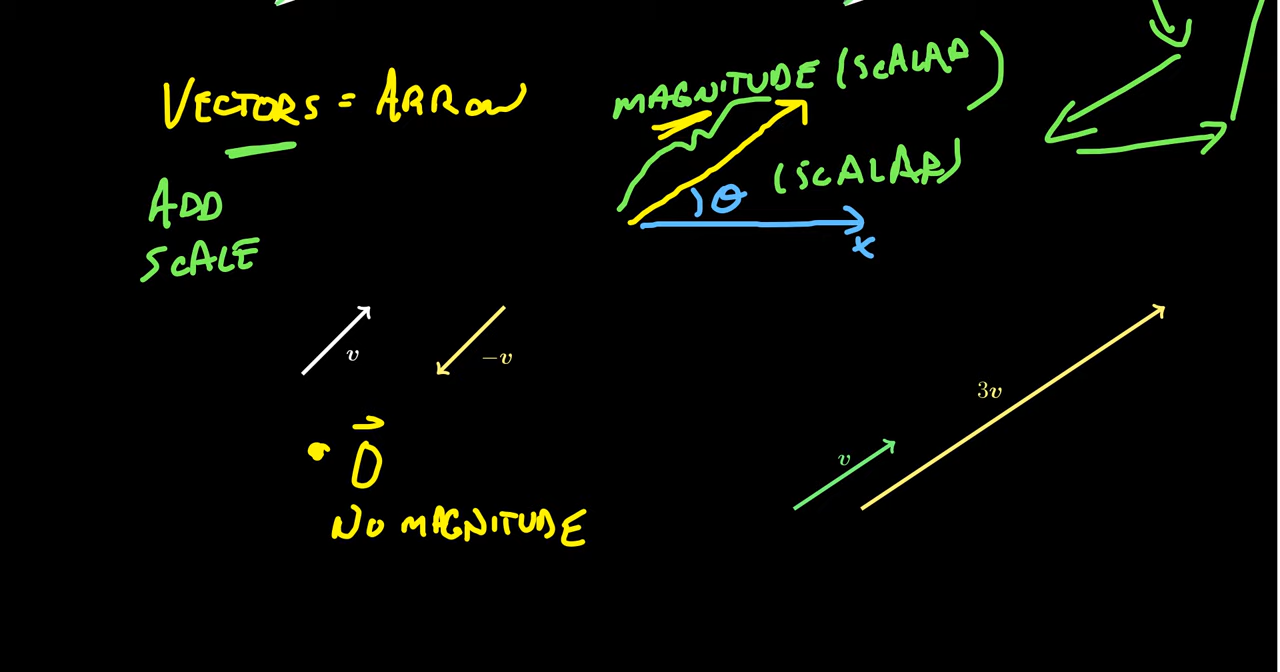 VECTORS = ARROW
MAGNITUDE (SCALAR)
(SCALAR)
θ
x
ADD
SCALE
v
−v
0
NO MAGNITUDE
3v
v